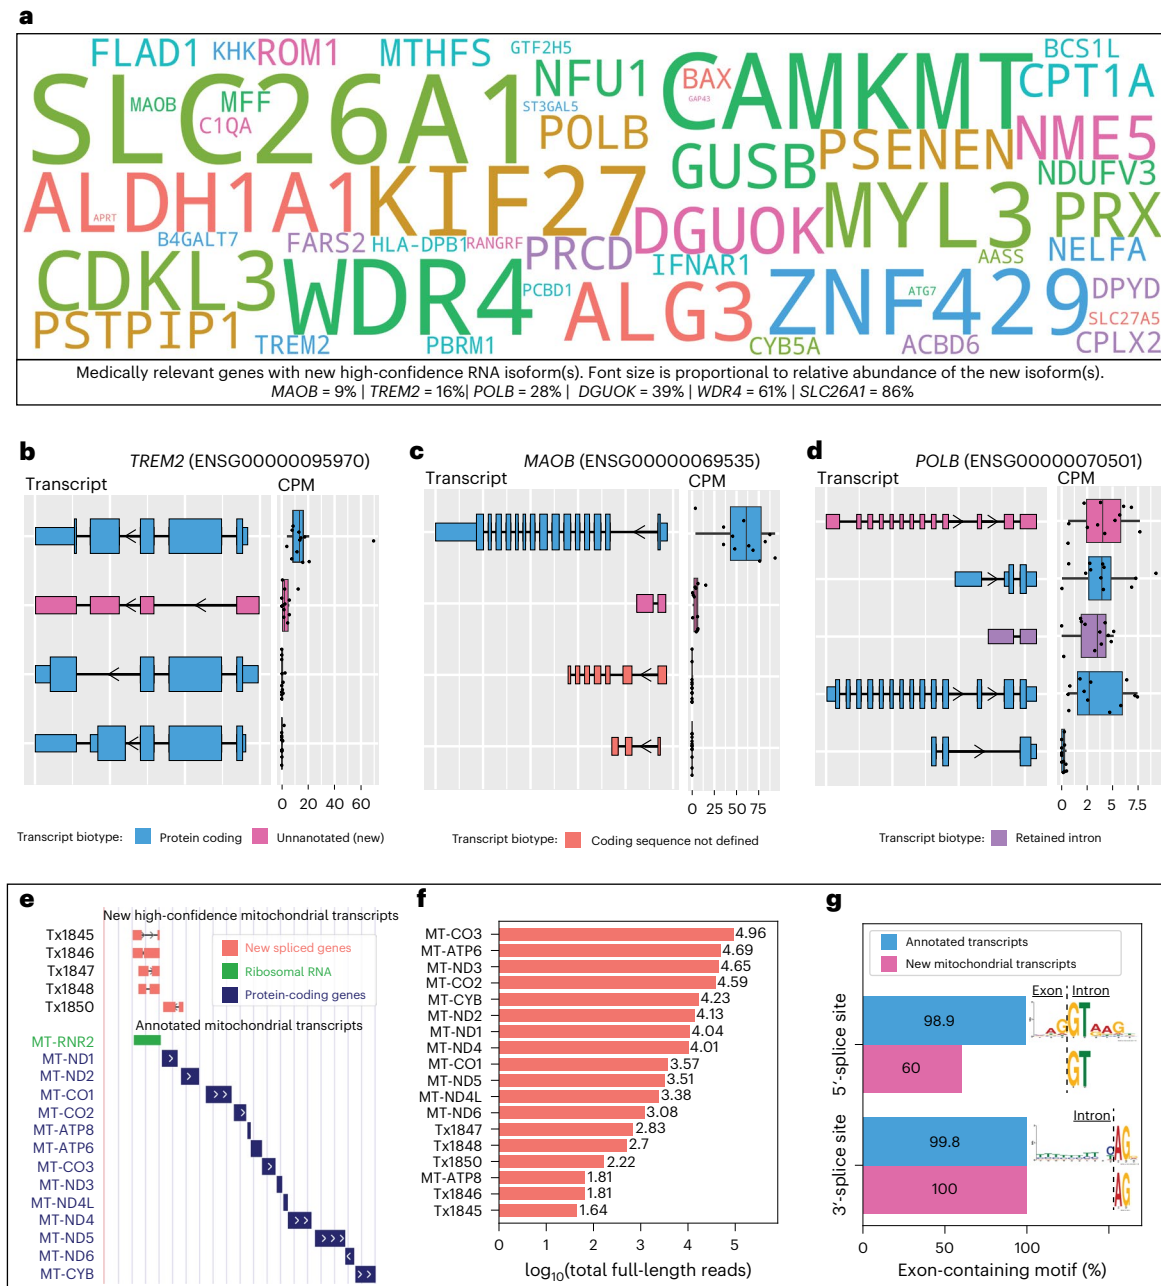 a
FLAD1 KHK ROM1 MTHFS GTF2H5 BCS1L
SLC26A1 NFU1 CAMKMT CPT1A
MAOB MFF C1QA ST3GAL5 BAX GAP43
POLB PSENEN NME5
GUSB NDUFV3
ALDH1A1 KIF27 MYL3 PRX
APRT DGUOK
B4GALT7 FARS2 HLA-DPB1 RANGRF PRCD IFNAR1 AASS NELFA
CDKL3 WDR4 PCBD1 ALG3 ZNF429 ATG7 DPYD
PSTPIP1 SLC27A5
TREM2 PBRM1 CYB5A ACBD6 CPLX2
Medically relevant genes with new high-confidence RNA isoform(s). Font size is proportional to relative abundance of the new isoform(s).
MAOB = 9% | TREM2 = 16%| POLB = 28% | DGUOK = 39% | WDR4 = 61% | SLC26A1 = 86%
b
TREM2 (ENSG00000095970)
Transcript CPM
0 20 40 60
Transcript biotype: Protein coding Unnannotated (new)
c
MAOB (ENSG00000069535)
Transcript CPM
0 25 50 75
Transcript biotype: Coding sequence not defined
d
POLB (ENSG00000070501)
Transcript CPM
0 2 5 7.5
Transcript biotype: Retained intron
e
New high-confidence mitochondrial transcripts
Tx1845
Tx1846
Tx1847
Tx1848
Tx1850
New spliced genes
Ribosomal RNA
Protein-coding genes
Annotated mitochondrial transcripts
MT-RNR2
MT-ND1
MT-ND2
MT-CO1
MT-CO2
MT-ATP8
MT-ATP6
MT-CO3
MT-ND3
MT-ND4L
MT-ND4
MT-ND5
MT-ND6
MT-CYB
f
MT-CO3 4.96
MT-ATP6 4.69
MT-ND3 4.65
MT-CO2 4.59
MT-CYB 4.23
MT-ND2 4.13
MT-ND1 4.04
MT-ND4 4.01
MT-CO1 3.57
MT-ND5 3.51
MT-ND4L 3.38
MT-ND6 3.08
Tx1847 2.83
Tx1848 2.7
Tx1850 2.22
MT-ATP8 1.81
Tx1846 1.81
Tx1845 1.64
0 1 2 3 4 5
log10(total full-length reads)
g
Annotated transcripts
New mitochondrial transcripts
5′-splice site
98.9
60
Exon Intron
AGGTAAG
GT
3′-splice site
99.8
100
Intron
AG
AG
0 50 100
Exon-containing motif (%)